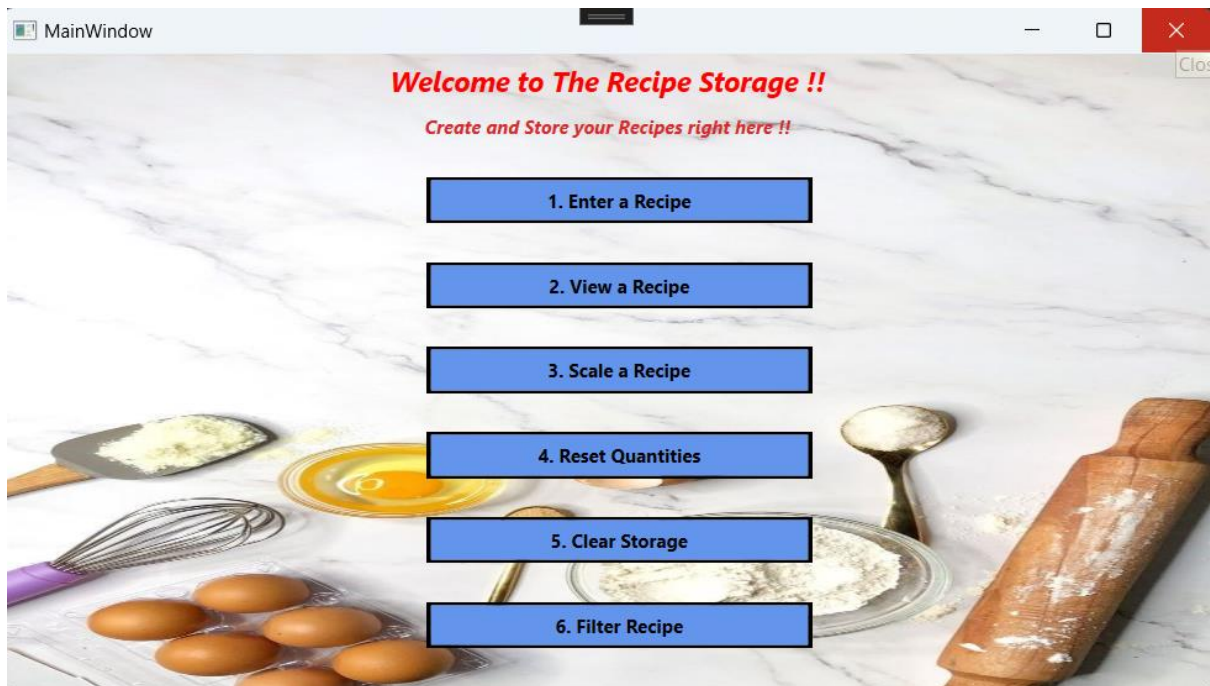 MainWindow
Welcome to The Recipe Storage !!
Create and Store your Recipes right here !!
1. Enter a Recipe
2. View a Recipe
3. Scale a Recipe
4. Reset Quantities
5. Clear Storage
6. Filter Recipe